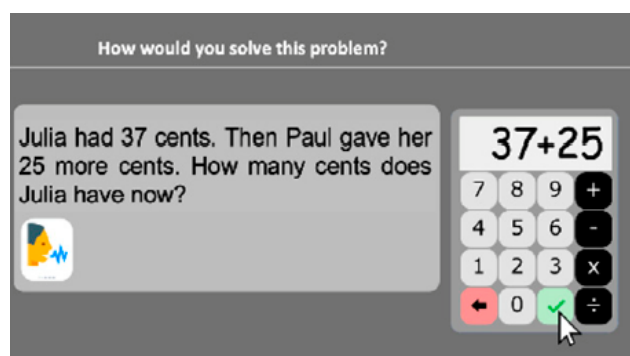 How would you solve this problem?
Julia had 37 cents. Then Paul gave her
25 more cents. How many cents does
Julia have now?
37+25
7 8 9 +
4 5 6 -
1 2 3 x
0 ÷